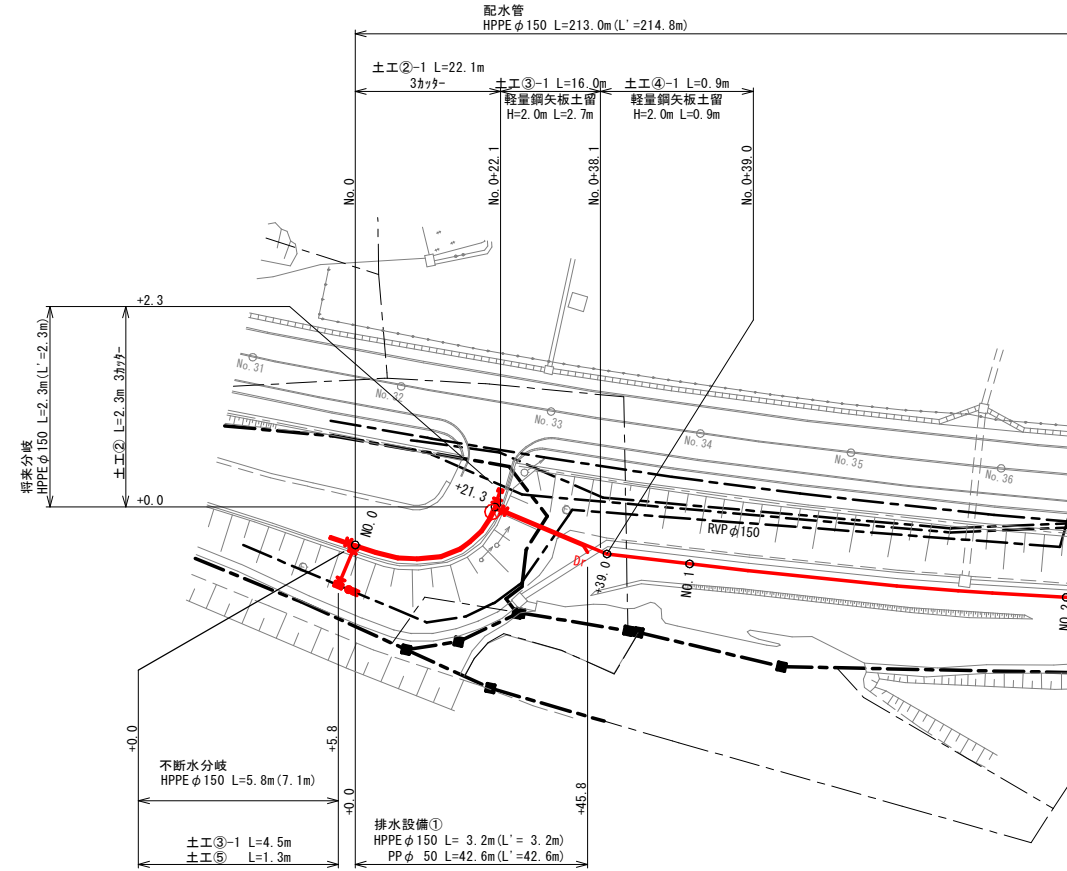 配水管
HPPEφ150 L=213.0m(L'=214.8m)
土工②-1 L=22.1m
3カッター
土工③-1 L=16.0m
軽量鋼矢板土留
H=2.0m L=2.7m
土工④-1 L=0.9m
軽量鋼矢板土留
H=2.0m L=0.9m
No.0
No.0+22.1
No.0+38.1
No.0+39.0
+2.3
将来分岐
HPPEφ150 L=2.3m(L'=2.3m)
土工② L=2.3m 3カッター
+0.0
No.31
No.32
No.33
No.34
No.35
No.36
+21.3
NO.0
RVPφ150
Dr
+39.0
NO.1
NO.2
+0.0
+5.8
+0.0
+45.8
不断水分岐
HPPEφ150 L=5.8m(7.1m)
土工③-1 L=4.5m
土工⑤ L=1.3m
排水設備①
HPPEφ150 L= 3.2m(L'= 3.2m)
PPφ 50 L=42.6m(L'=42.6m)